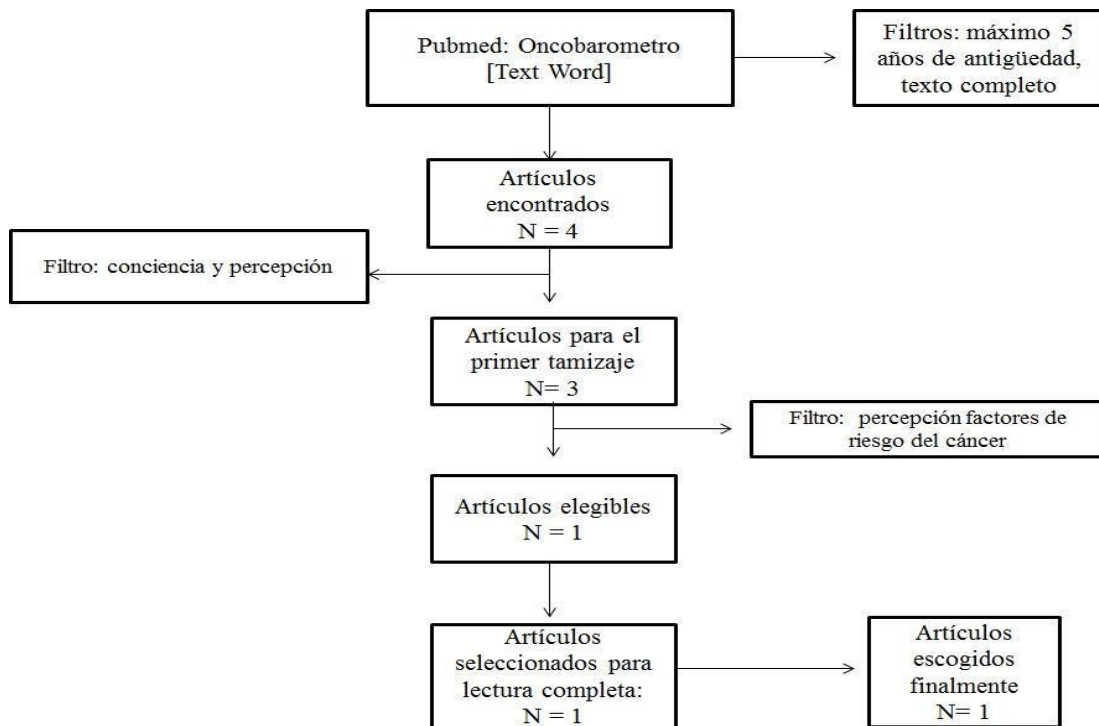 Pubmed: Oncobarometro
[Text Word]
Filtros: máximo 5
años de antigüedad,
texto completo
Artículos
encontrados
N = 4
Filtro: conciencia y percepción
Artículos para el
primer tamizaje
N= 3
Filtro: percepción factores de
riesgo del cáncer
Artículos elegibles
N = 1
Artículos
seleccionados para
lectura completa:
N = 1
Artículos
escogidos
finalmente
N= 1